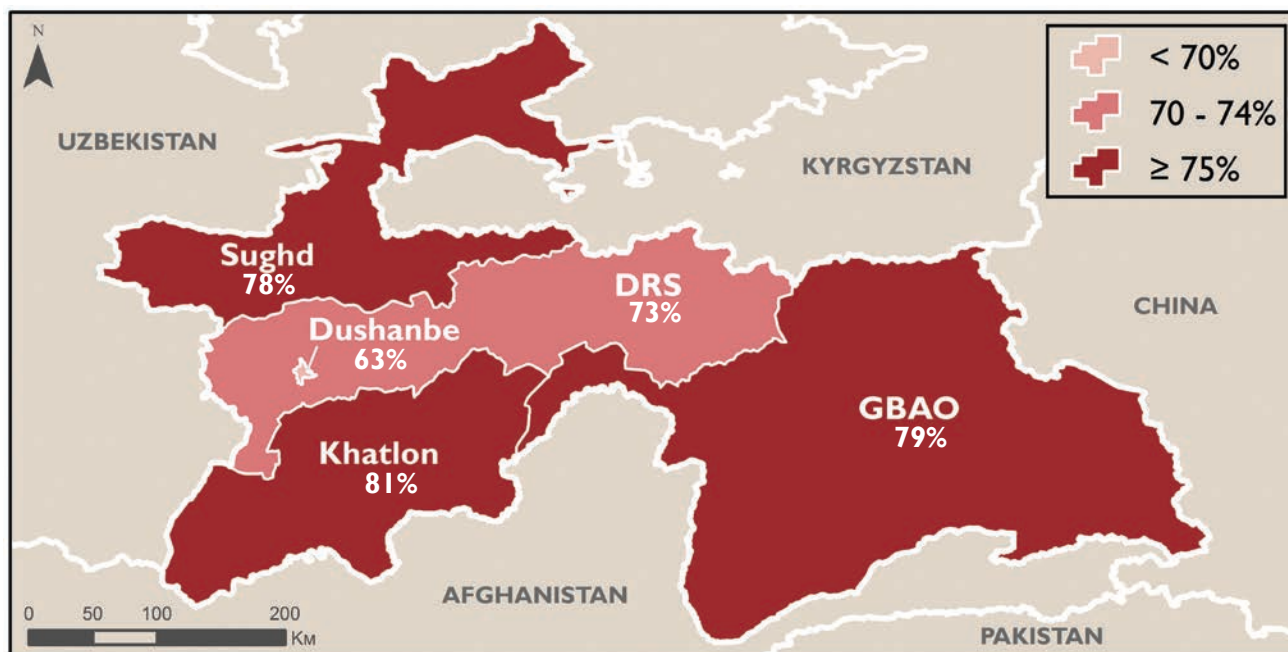 N
< 70%
70 - 74%
≥ 75%
UZBEKISTAN
KYRGYZSTAN
Sughd
78%
DRS
73%
CHINA
Dushanbe
63%
GBAO
79%
Khatlon
81%
AFGHANISTAN
PAKISTAN
0 50 100 200
Km